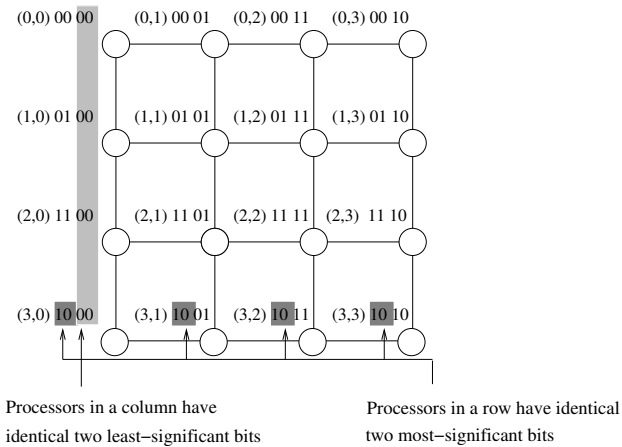 (0,0) 00 00 (0,1) 00 01 (0,2) 00 11 (0,3) 00 10
(1,0) 01 00 (1,1) 01 01 (1,2) 01 11 (1,3) 01 10
(2,0) 11 00 (2,1) 11 01 (2,2) 11 11 (2,3) 11 10
(3,0) 10 00 (3,1) 10 01 (3,2) 10 11 (3,3) 10 10
Processors in a column have
identical two least−significant bits
Processors in a row have identical
two most−significant bits